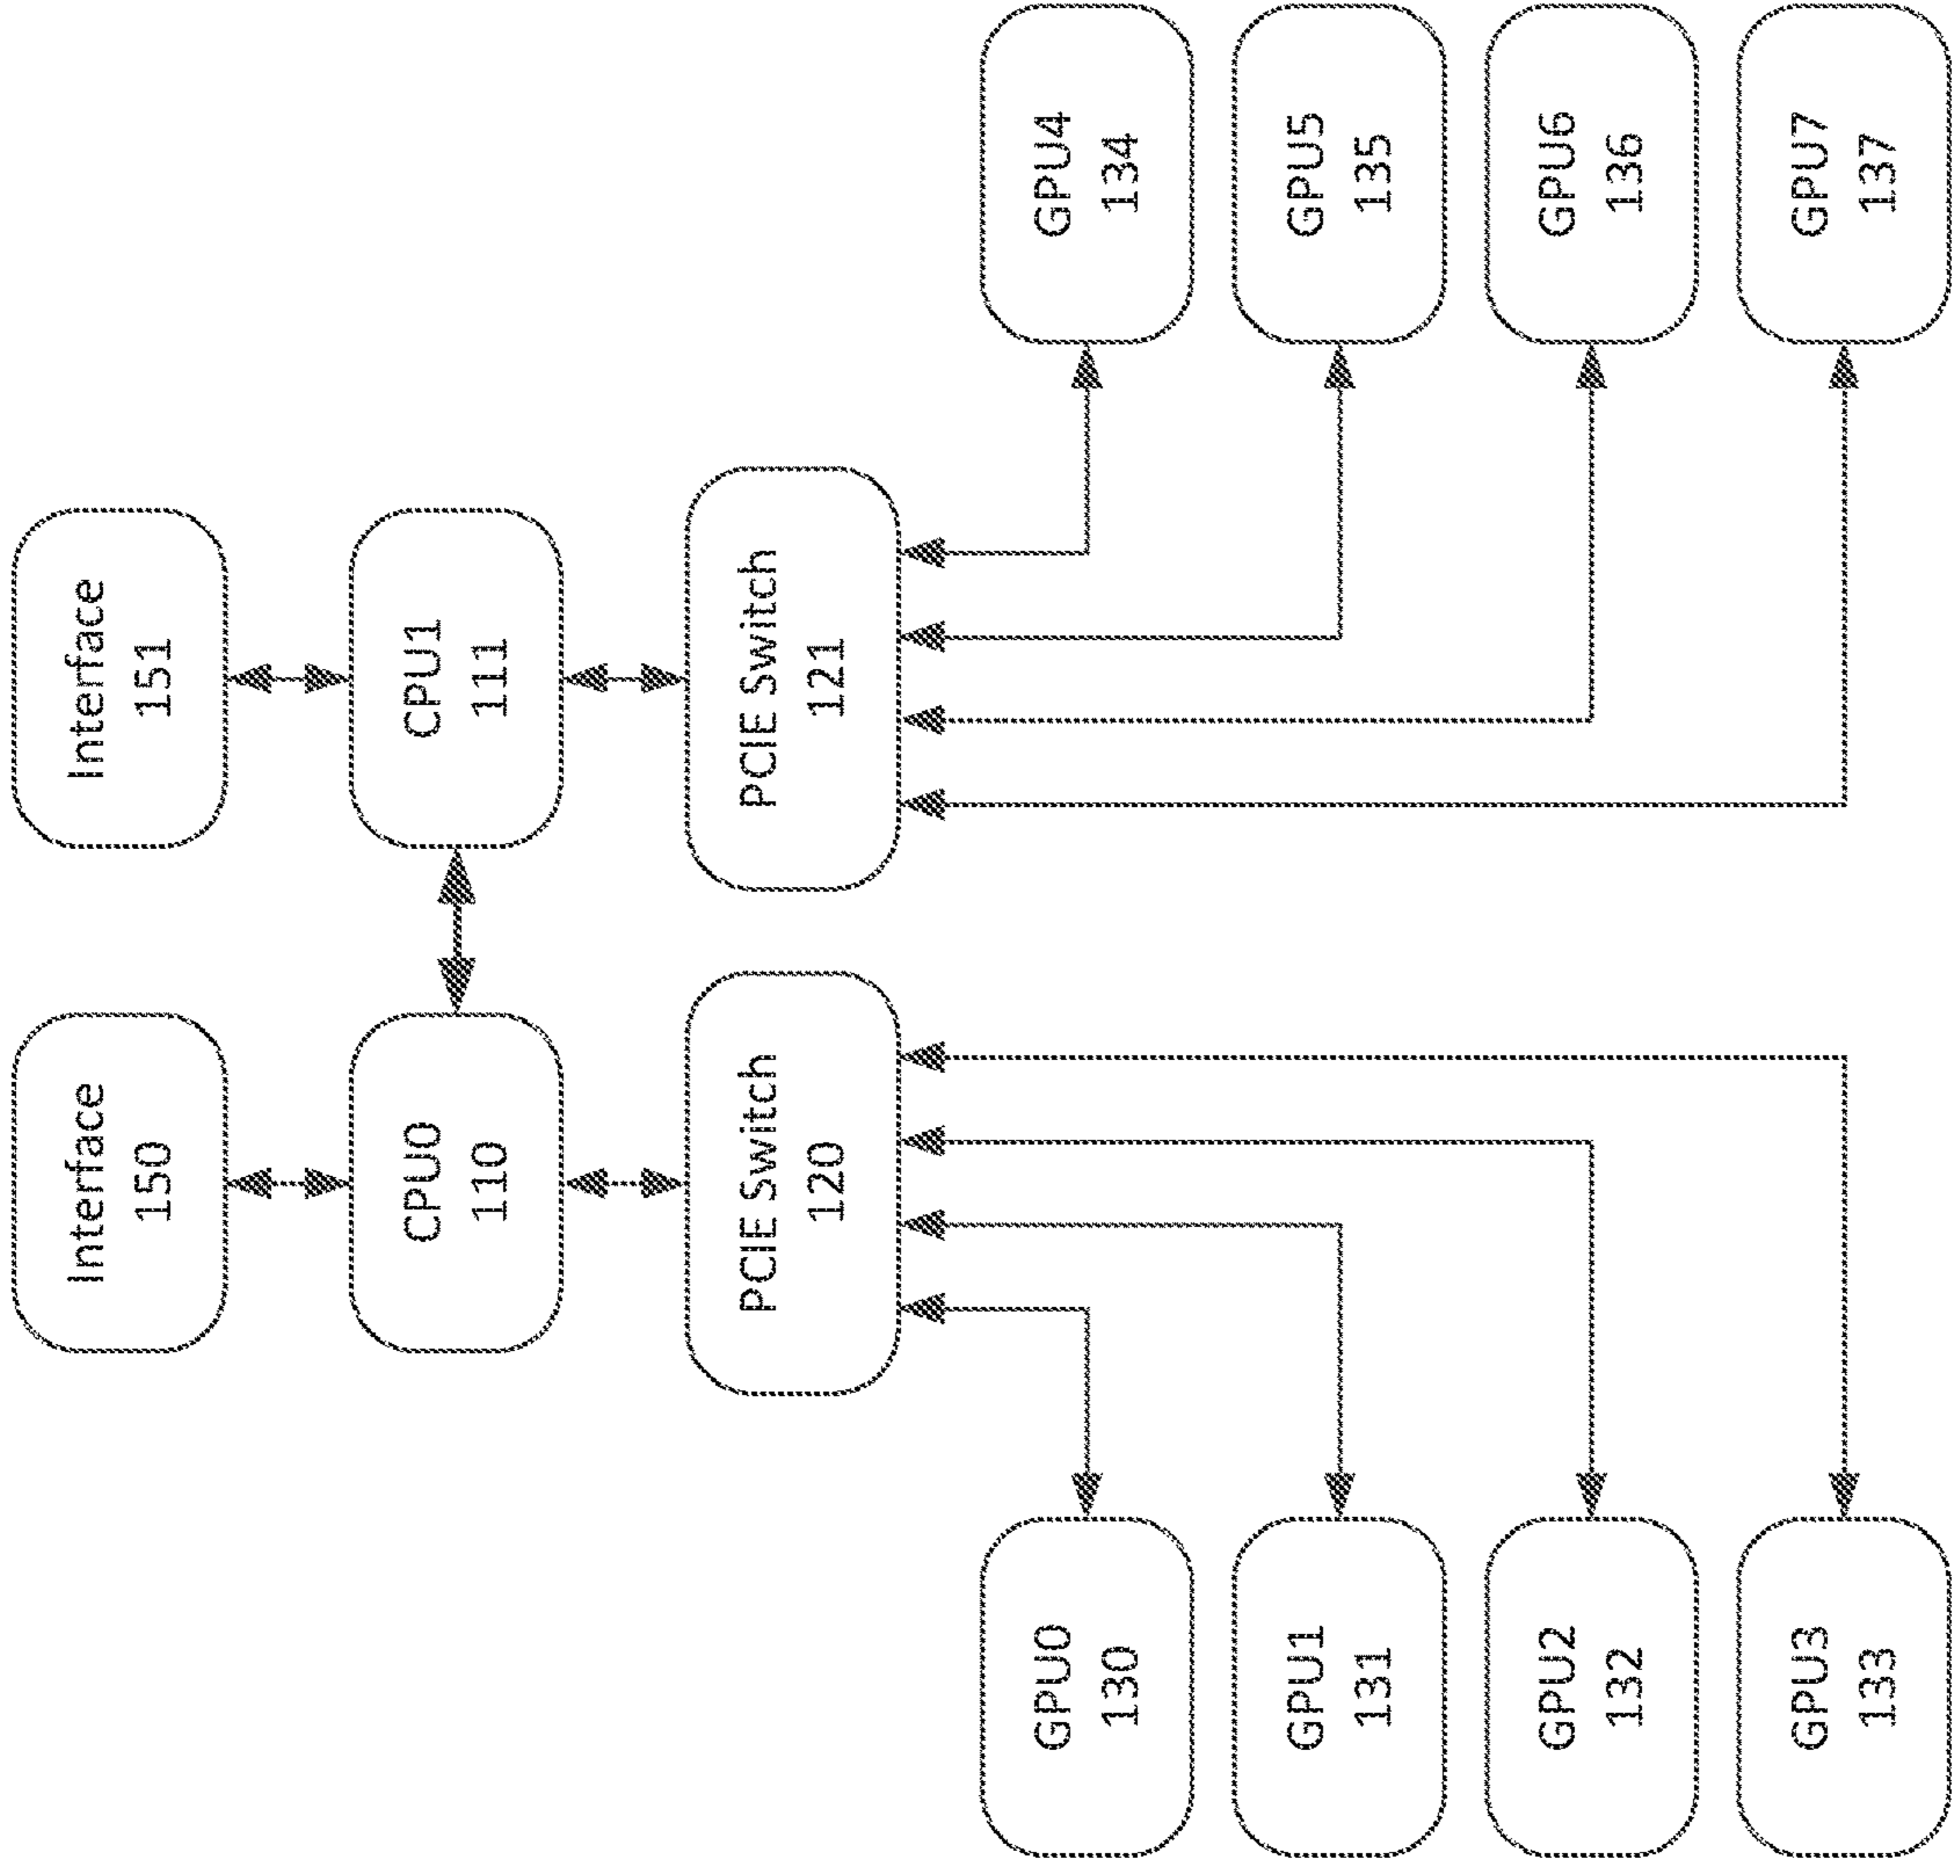 Interface
150
Interface
151
CPU0
110
CPU1
111
PCIE Switch
120
PCIE Switch
121
GPU0
130
GPU4
134
GPU1
131
GPU5
135
GPU2
132
GPU6
136
GPU3
133
GPU7
137